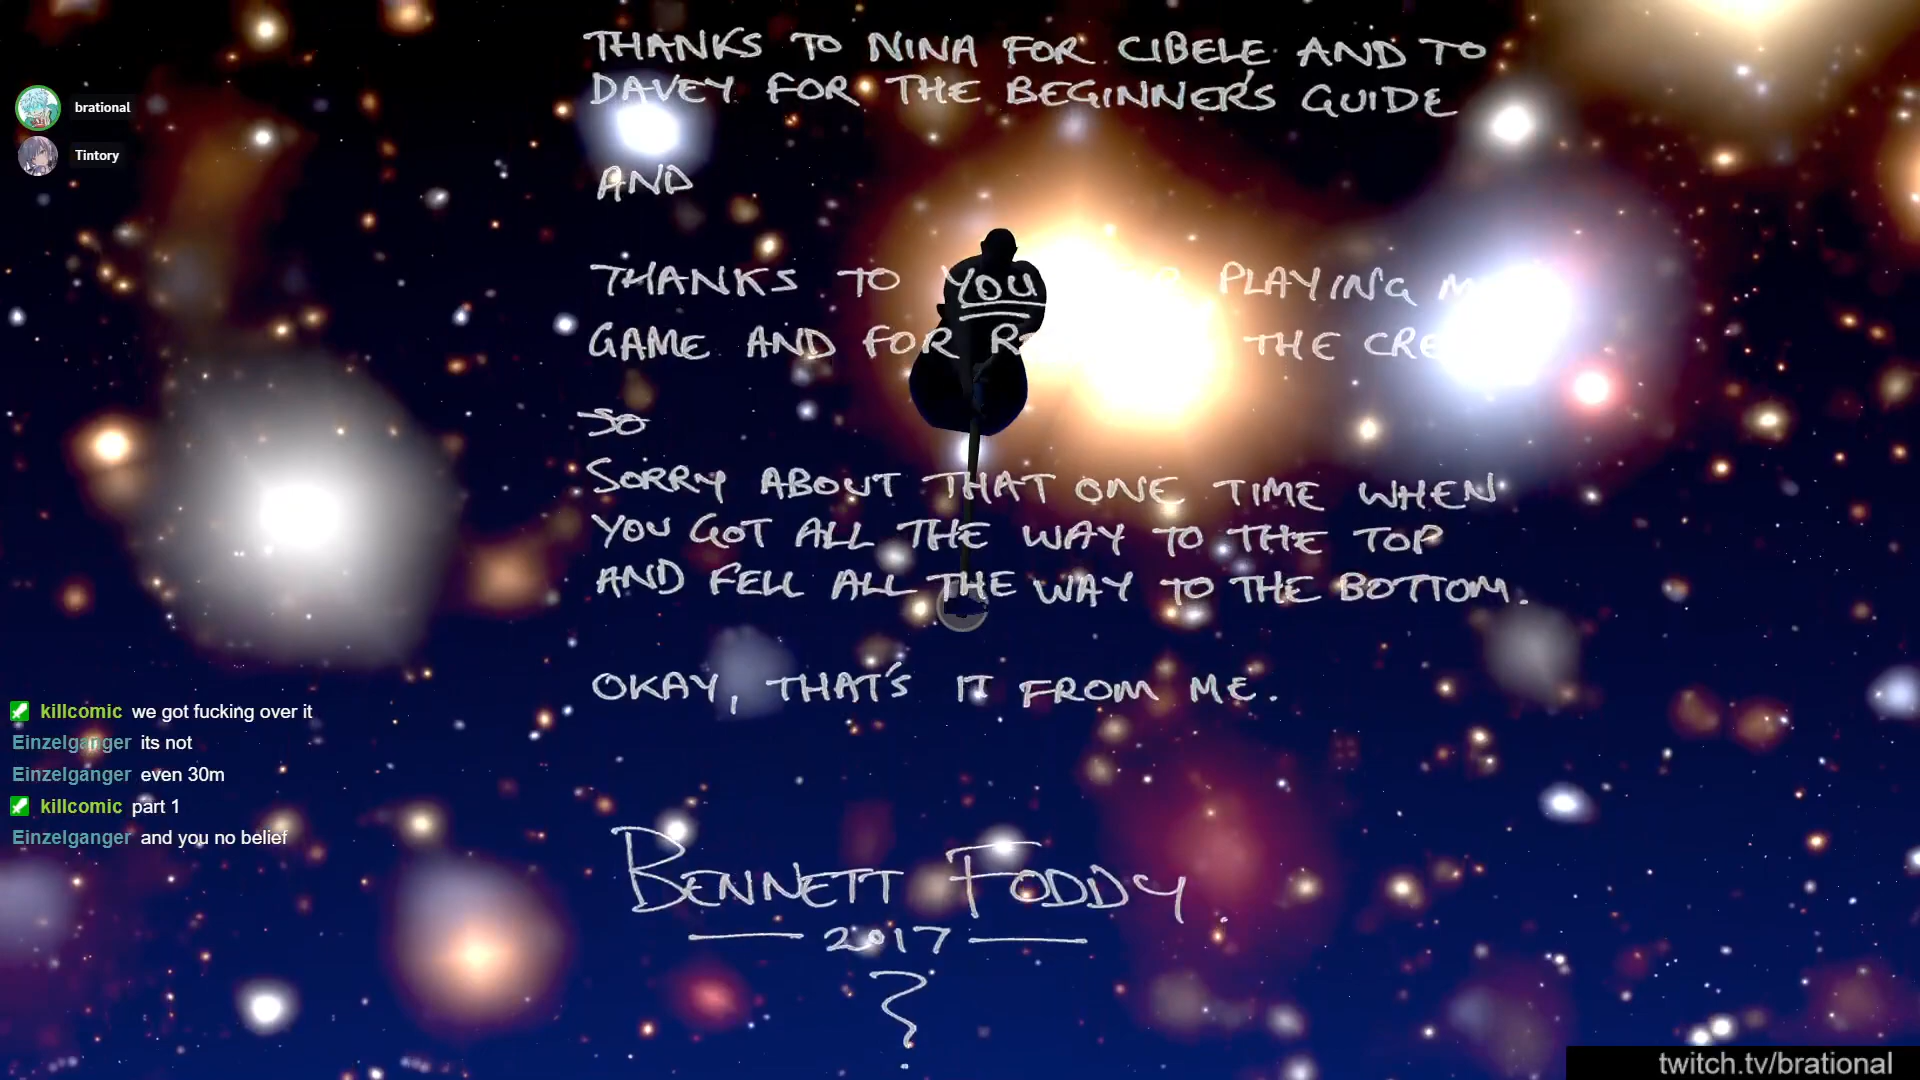 THANKS TO NINA FOR CIBELE AND TO
DAVEY FOR THE BEGINNER'S GUIDE
AND
THANKS TO YOU PLAYING
GAME AND FOR THE
SO
SORRY ABOUT THAT ONE TIME WHEN
YOU GOT ALL THE WAY TO THE TOP
AND FELL ALL THE WAY TO THE BOTTOM.
OKAY, THAT'S IT FROM ME.
BENNETT FODDY.
2017
?
brational
Tintory
killcomic we got fucking over it
Einzelganger its not
Einzelganger even 30m
killcomic part 1
Einzelganger and you no belief
twitch.tv/brational